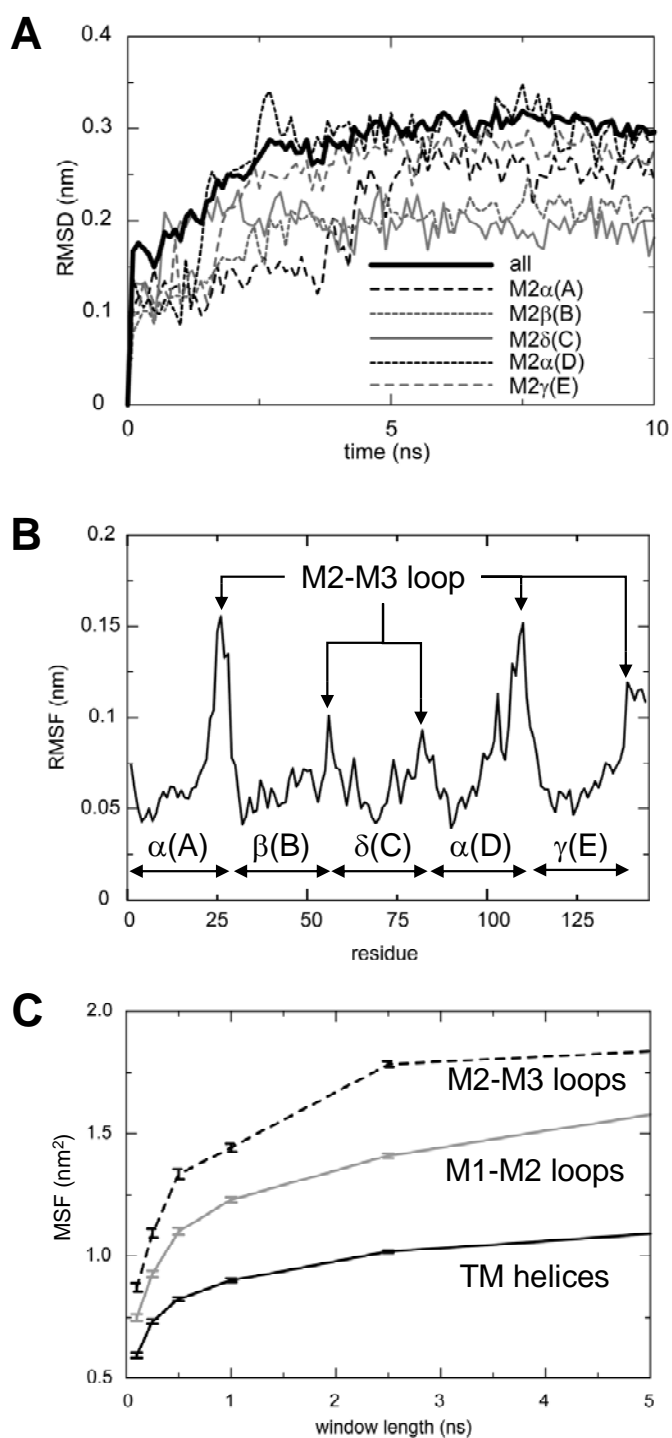 A
0.4
0.3
0.2
0.1
0
RMSD (nm)
all
M2α(A)
M2β(B)
M2δ(C)
M2α(D)
M2γ(E)
0
5
10
time (ns)
B
0.2
0.15
0.1
0.05
0
RMSF (nm)
M2-M3 loop
α(A) β(B) δ(C) α(D) γ(E)
0 25 50 75 100 125
residue
C
2.0
1.5
1.0
0.5
MSF (nm²)
M2-M3 loops
M1-M2 loops
TM helices
0 1 2 3 4 5
window length (ns)